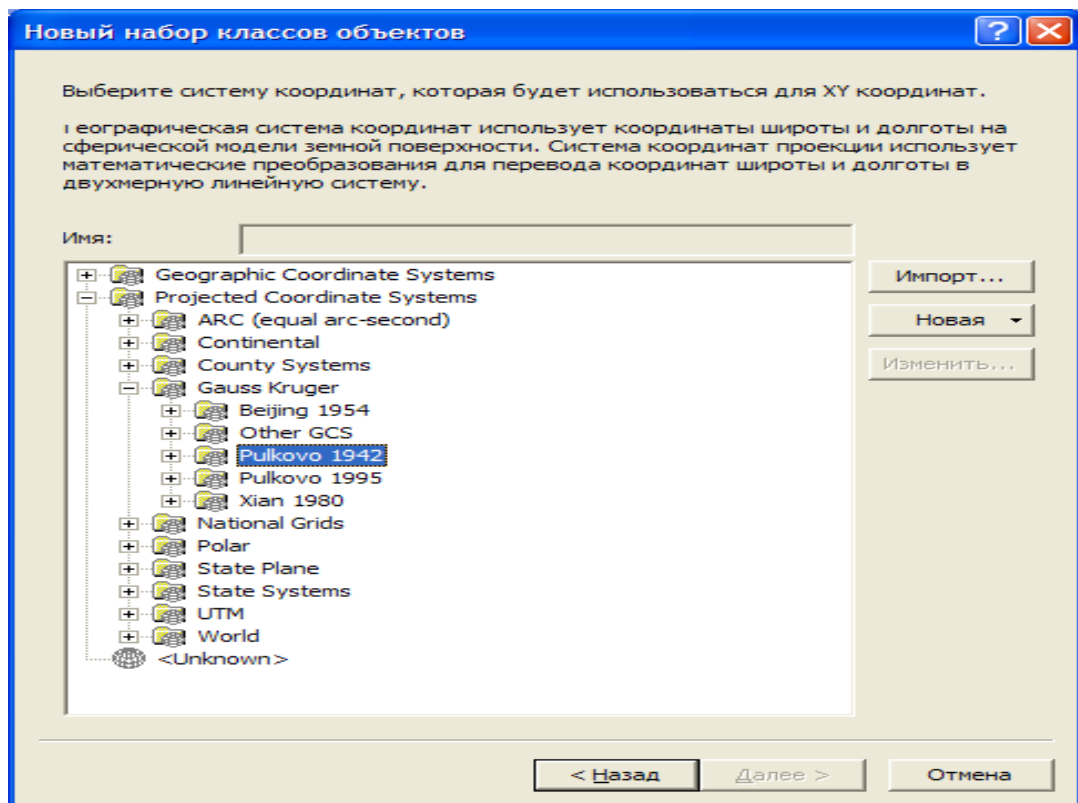 Новый набор классов объектов
Выберите систему координат, которая будет использоваться для XY координат.
географическая система координат использует координаты широты и долготы на
сферической модели земной поверхности. Система координат проекции использует
математические преобразования для перевода координат широты и долготы в
двухмерную линейную систему.
Имя:
Geographic Coordinate Systems
Projected Coordinate Systems
ARC (equal arc-second)
Continental
County Systems
Gauss Kruger
Beijing 1954
Other GCS
Pulkovo 1942
Pulkovo 1995
Xian 1980
National Grids
Polar
State Plane
State Systems
UTM
World
<Unknown>
Импорт...
Новая
Изменить...
< Назад
Далее >
Отмена